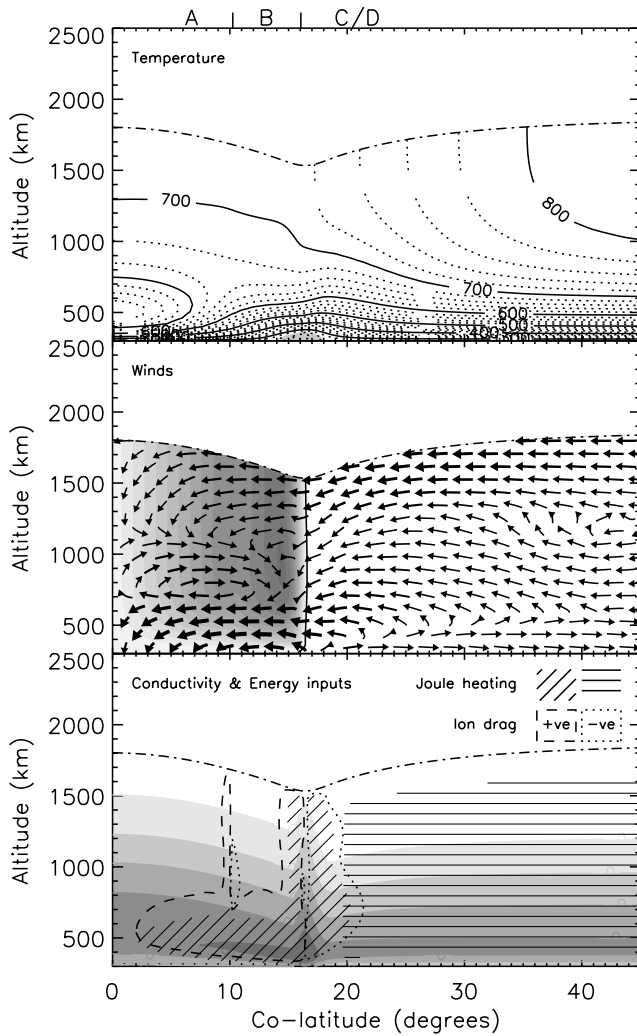 A | B | C/D
2500
Temperature
2000
1500
1000
500
Altitude (km)
700
800
700
600
500
400
2500
Winds
2000
1500
1000
500
Altitude (km)
2500
Conductivity & Energy inputs
Joule heating
Ion drag
+ve
-ve
2000
1500
1000
500
Altitude (km)
0 10 20 30 40
Co-latitude (degrees)